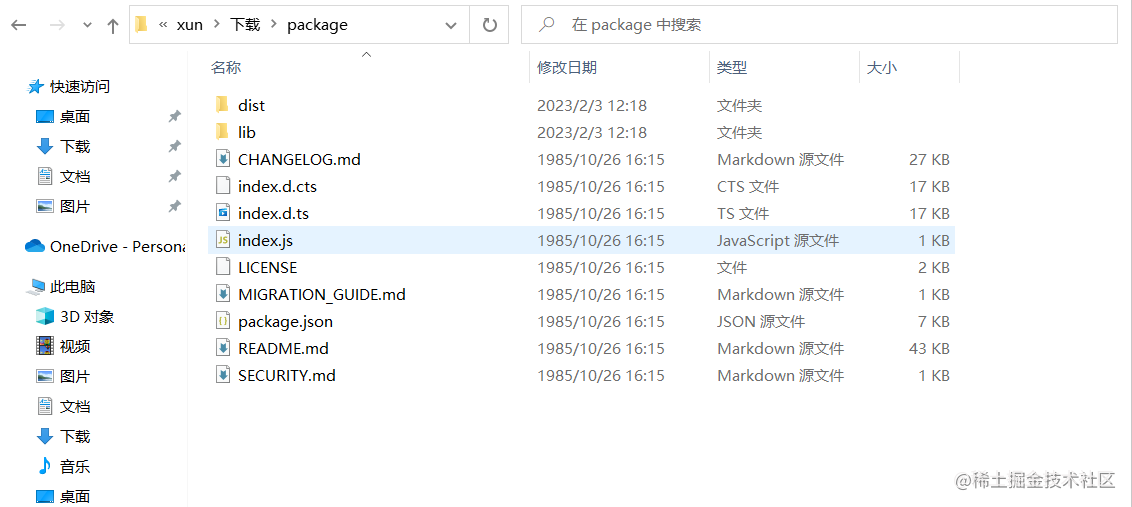 « xun › 下载 › package
在 package 中搜索
名称 修改日期 类型 大小
快速访问
桌面
下载
文档
图片
OneDrive - Persona
此电脑
3D 对象
视频
图片
文档
下载
音乐
桌面
dist 2023/2/3 12:18 文件夹
lib 2023/2/3 12:18 文件夹
CHANGELOG.md 1985/10/26 16:15 Markdown 源文件 27 KB
index.d.cts 1985/10/26 16:15 CTS 文件 17 KB
index.d.ts 1985/10/26 16:15 TS 文件 17 KB
index.js 1985/10/26 16:15 JavaScript 源文件 1 KB
LICENSE 1985/10/26 16:15 文件 2 KB
MIGRATION_GUIDE.md 1985/10/26 16:15 Markdown 源文件 1 KB
package.json 1985/10/26 16:15 JSON 源文件 7 KB
README.md 1985/10/26 16:15 Markdown 源文件 43 KB
SECURITY.md 1985/10/26 16:15 Markdown 源文件 1 KB
@稀土掘金技术社区